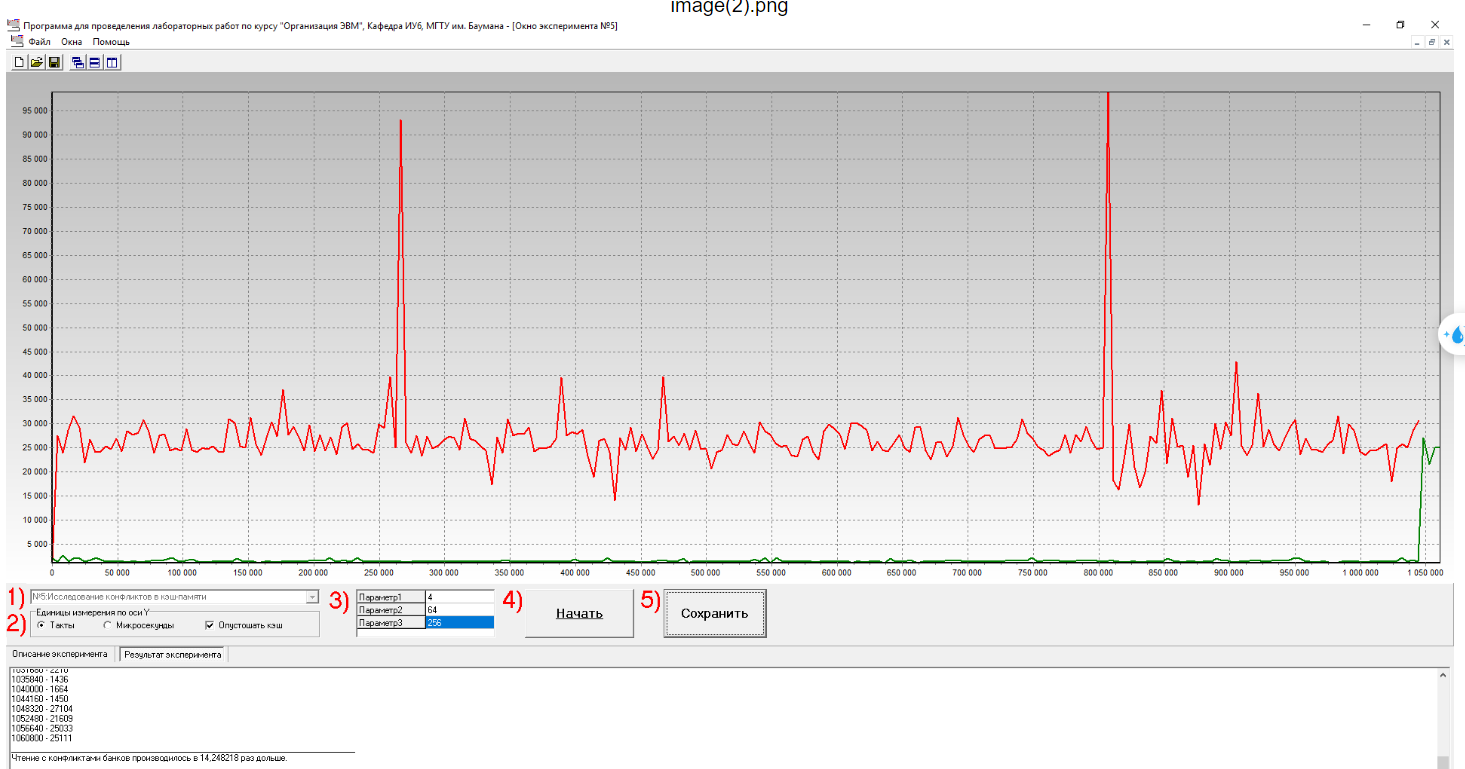 image(2).png
Программа для проведения лабораторных работ по курсу "Организация ЭВМ", Кафедра ИУ6, МГТУ им. Баумана - [Окно эксперимента №5]
Файл Окна Помощь
95 000
90 000
85 000
80 000
75 000
70 000
65 000
60 000
55 000
50 000
45 000
40 000
35 000
30 000
25 000
20 000
15 000
10 000
5 000
0 50 000 100 000 150 000 200 000 250 000 300 000 350 000 400 000 450 000 500 000 550 000 600 000 650 000 700 000 750 000 800 000 850 000 900 000 950 000 1 000 000 1 050 000
1) №5:Исследование конфликтов в кэш-памяти
Единицы измерения по оси Y
2) Такты Микросекунды Опустошать кэш
3) Параметр1 4
Параметр2 64
Параметр3 256
4) Начать
5) Сохранить
Описание эксперимента Результат эксперимента
1031680 - 2210
1035840 - 1436
1040000 - 1664
1044160 - 1450
1048320 - 27104
1052480 - 21609
1056640 - 25033
1060800 - 25111
Чтение с конфликтами банков производилось в 14,248218 раз дольше.